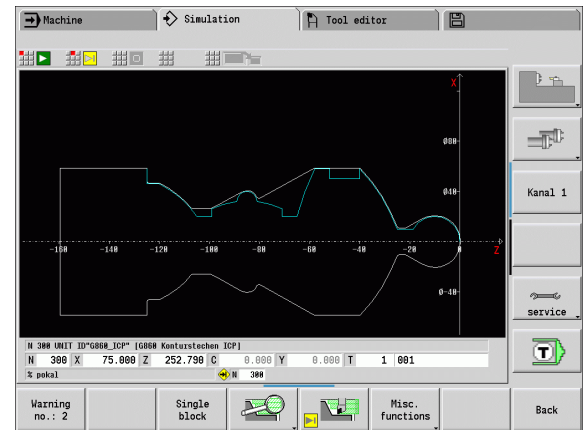 Machine Simulation Tool editor
X
Ø80
Ø40
-160 -140 -120 -100 -80 -60 -40 -20 0 Z
Ø-40
Kanal 1
service
T
N 300 UNIT ID"G860_ICP" [G860 Konturstechen ICP]
N 300 X 75.000 Z 252.790 C 0.000 Y 0.000 T 1 001
% pokal N 300
Warning no.: 2
Single block
Misc. functions
Back